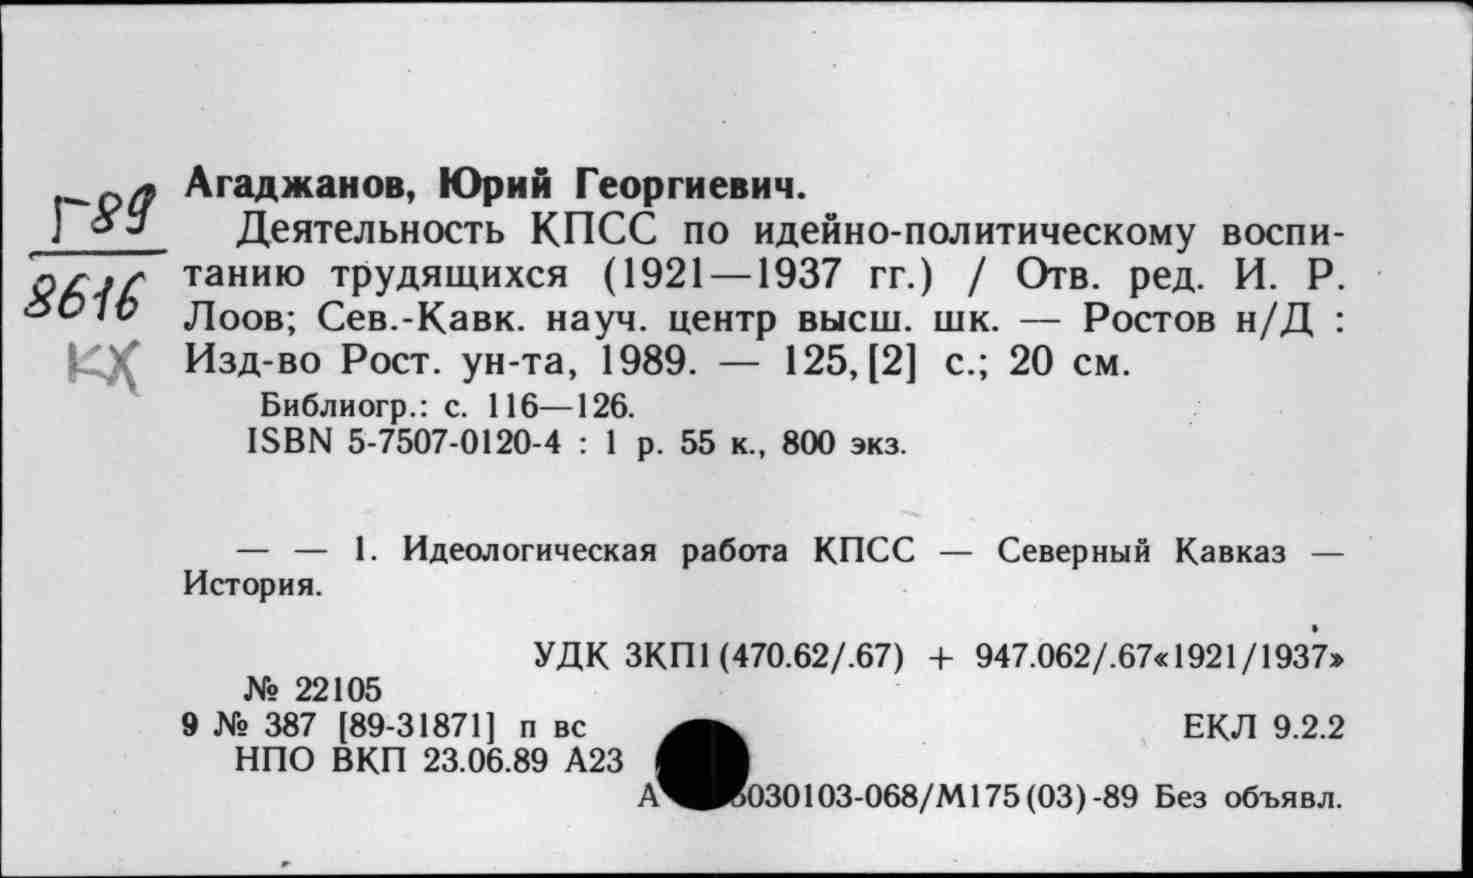 Г89
8616
КХ
Агаджанов, Юрий Георгиевич.
Деятельность КПСС по идейно-политическому воспи-
танию трудящихся (1921—1937 гг.) / Отв. ред. И. Р.
Лоов; Сев.-Кавк. науч. центр высш. шк. — Ростов н/Д :
Изд-во Рост. ун-та, 1989. — 125, [2] с.; 20 см.
Библиогр.: с. 116—126.
ISBN 5-7507-0120-4 : 1 р. 55 к., 800 экз.
— — 1. Идеологическая работа КПСС — Северный Кавказ —
История.
УДК 3КП1(470.62/.67) + 947.062/.67«1921/1937»
№ 22105
9 № 387 [89-31871] п вс ЕКЛ 9.2.2
НПО ВКП 23.06.89 А23
А 030103-068/М175(03)-89 Без объявл.